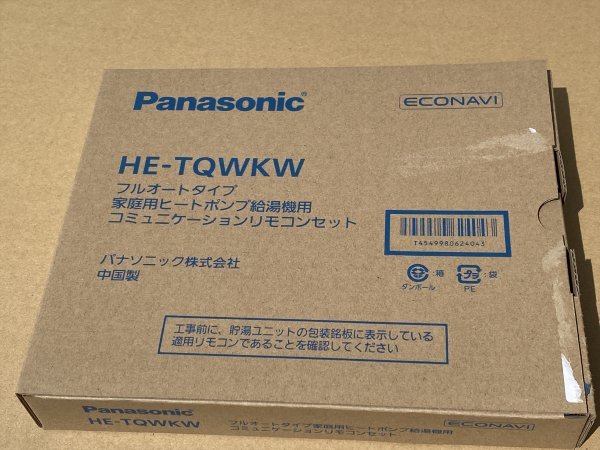 Panasonic®
ECONAVI
HE-TQWKW
フルオートタイプ
家庭用ヒートポンプ給湯機用
コミュニケーションリモコンセット
T4549980624043
パナソニック株式会社
中国製
:箱
ダンボール
プラ
:袋
PE
工事前に、貯湯ユニットの包装銘板に表示している
適用リモコンであることを確認してください
Panasonic
HE-TQWKW
フルオートタイプ家庭用ヒートポンプ給湯機用
コミュニケーションリモコンセット
ECONAVI